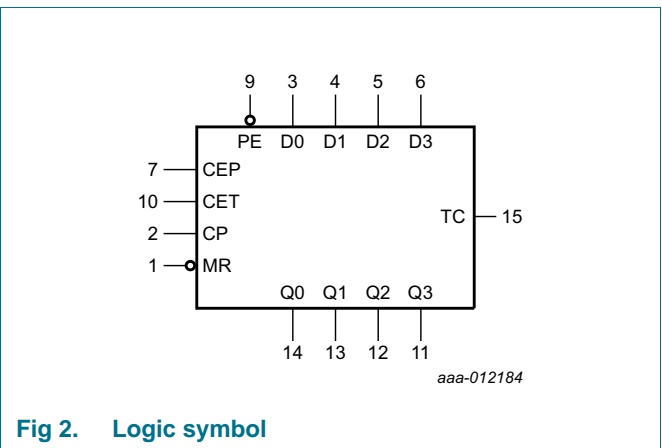 9 3 4 5 6
PE D0 D1 D2 D3
7 CEP
10 CET
TC 15
2 CP
1 MR
Q0 Q1 Q2 Q3
14 13 12 11
aaa-012184
Fig 2. Logic symbol